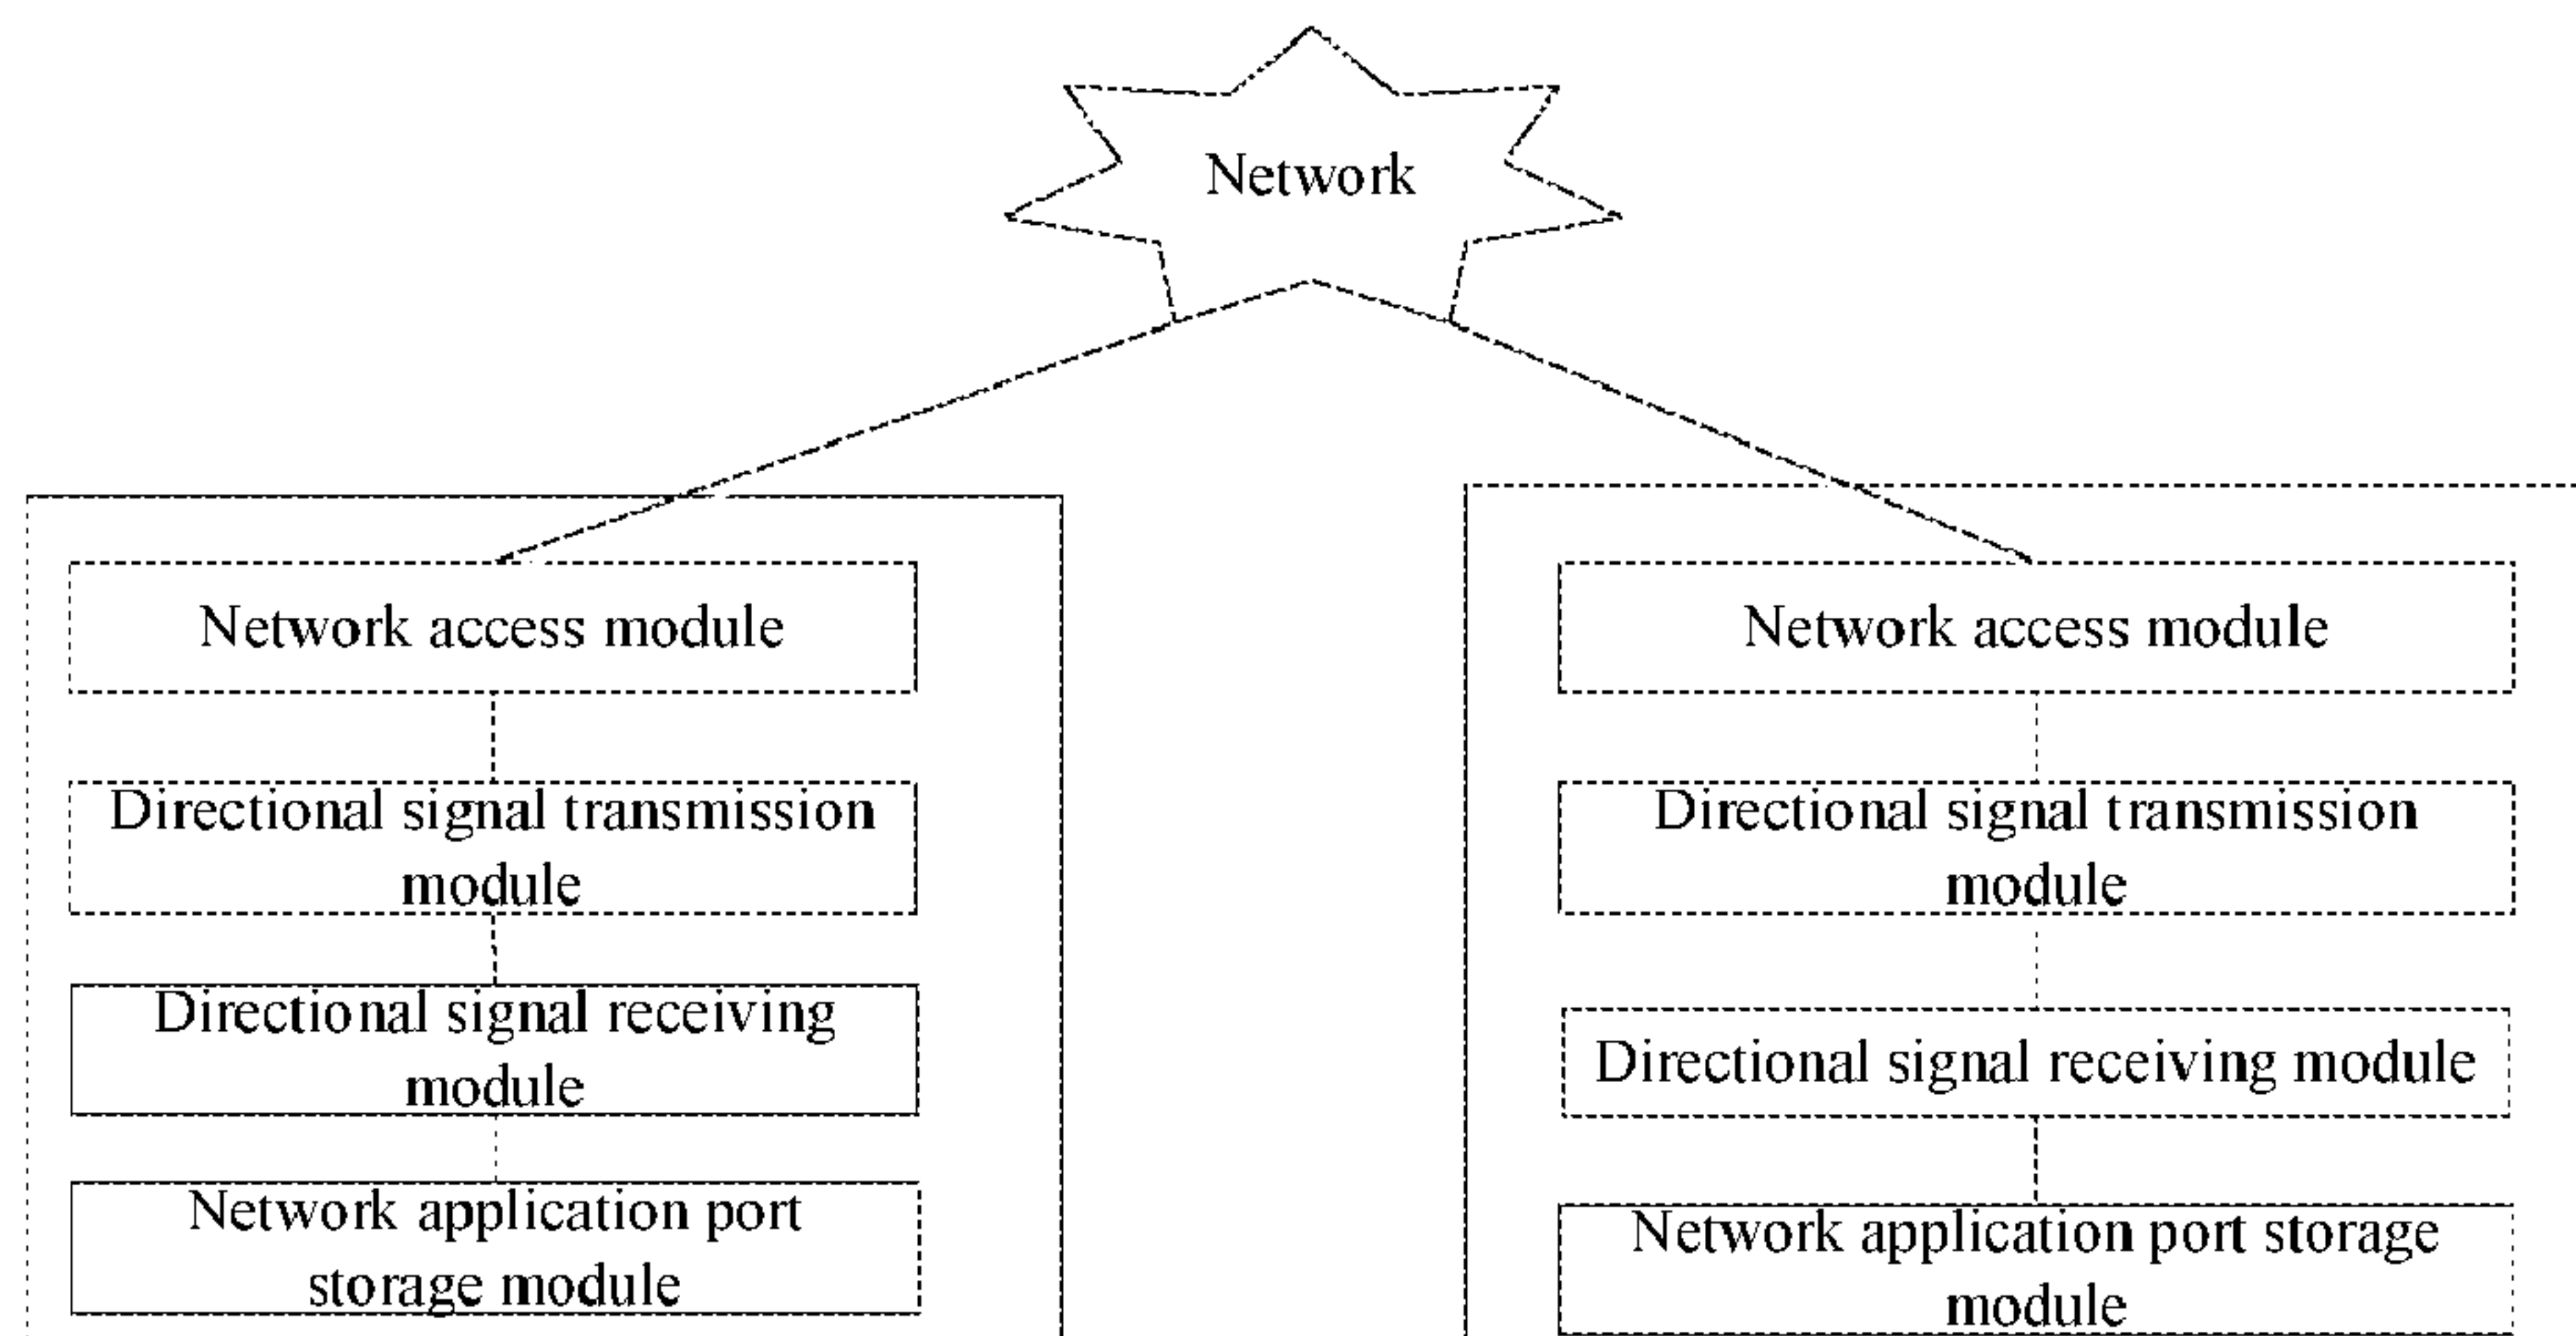 Network
Network access module
Directional signal transmission
module
Directional signal receiving
module
Network application port
storage module
Network access module
Directional signal transmission
module
Directional signal receiving module
Network application port storage
module